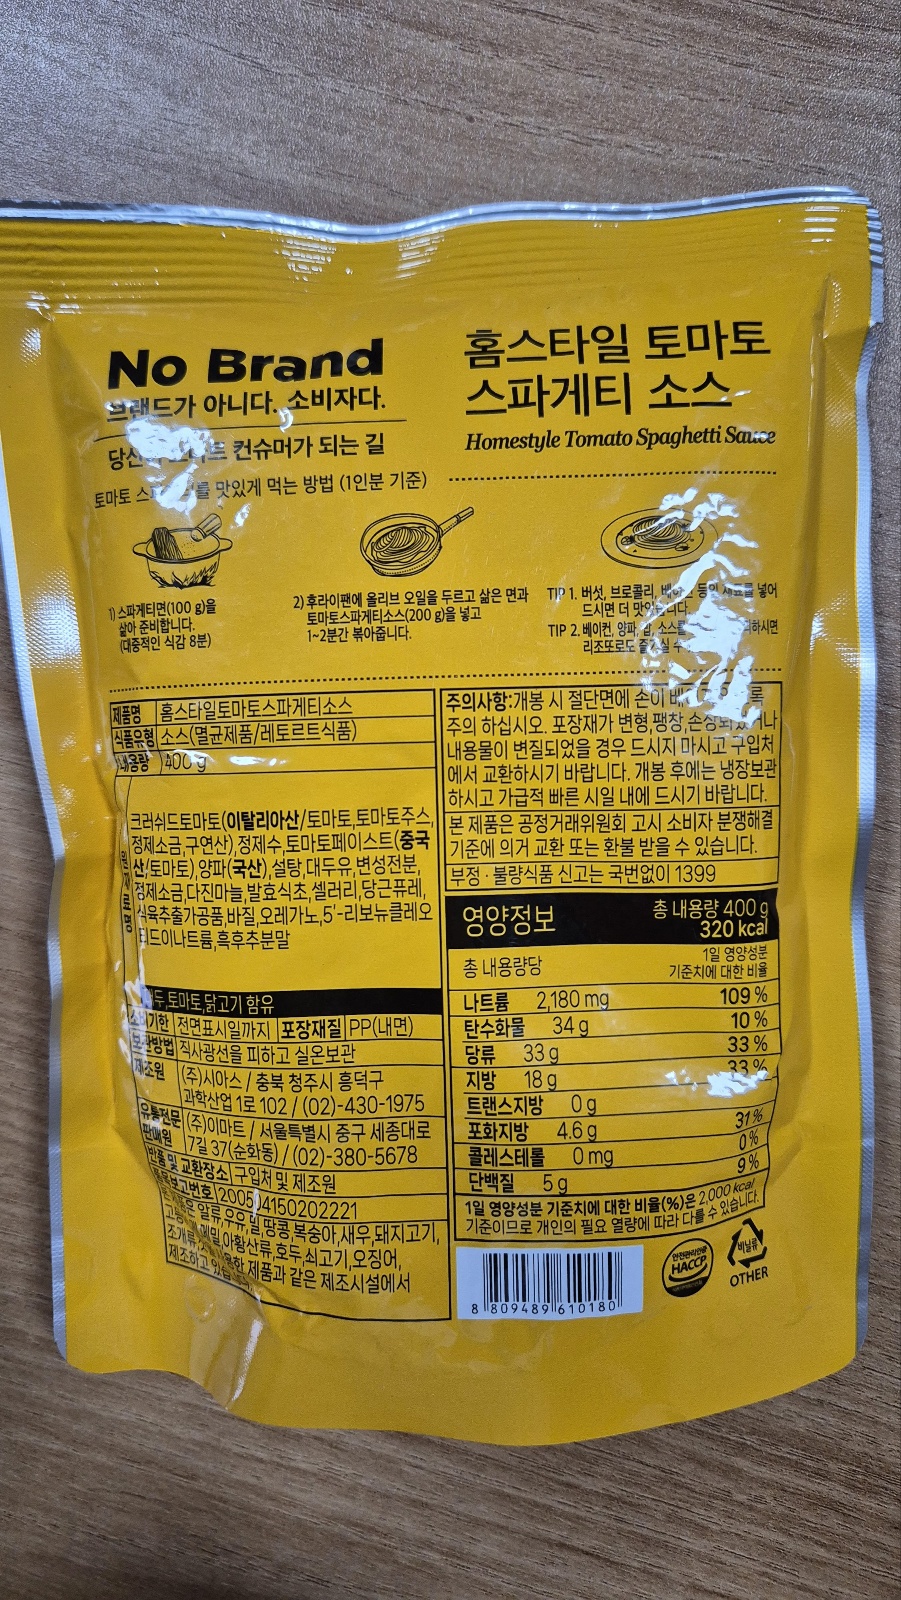 No Brand
브랜드가 아니다. 소비자다.
컨슈머가 되는 길
토마토 맛있게 먹는 방법 (1인분 기준)
홈스타일 토마토
스파게티 소스
Homestyle Tomato Spaghetti Sauce
1) 스파게티면(100 g)을
삶아 준비합니다.
(대중적인 식감 8분)
2) 후라이팬에 올리브 오일을 두르고 삶은 면과
토마토스파게티소스(200 g)을 넣고
1~2분간 볶아줍니다.
TIP 1. 버섯, 브로콜리, 넣어
드시면 더
TIP 2. 베이컨, 양파,
리조또로도
제품명 홈스타일토마토스파게티소스
식품유형 소스(멸균제품/레토르트식품)
내용량 400 g
크러쉬드토마토(이탈리아산/토마토,토마토주스,
정제소금,구연산),정제수,토마토페이스트(중국
산/토마토),양파(국산),설탕,대두유,변성전분,
정제소금,다진마늘,발효식초,셀러리,당근퓨레,
바질,오레가노,5'-리보뉴클레오
티드이나트륨,흑후추분말
토마토,닭고기 함유
소비기한 전면표시일까지 포장재질 PP(내면)
보관방법 직사광선을 피하고 실온보관
제조원 (주)시아스 / 충북 청주시 흥덕구
과학산업 1로 102 / (02)-430-1975
유통전문판매원 (주)이마트 / 서울특별시 중구 세종대로
7길 37(순화동) / (02)-380-5678
반품 및 교환장소 구입처 및 제조원
알류,우유,밀,땅콩,복숭아,새우,돼지고기,
아황산류,호두,쇠고기,오징어,
조개류 제품과 같은 제조시설에서
제조하고
주의사항:개봉 시 절단면에 손이
주의 하십시오. 포장재가 변형,팽창,
내용물이 변질되었을 경우 드시지 마시고 구입처
에서 교환하시기 바랍니다. 개봉 후에는 냉장보관
하시고 가급적 빠른 시일 내에 드시기 바랍니다.
본 제품은 공정거래위원회 고시 소비자 분쟁해결
기준에 의거 교환 또는 환불 받을 수 있습니다.
부정 · 불량식품 신고는 국번없이 1399
영양정보 총 내용량 400 g
320 kcal
총 내용량당 1일 영양성분
기준치에 대한 비율
나트륨 2,180 mg 109 %
탄수화물 34 g 10 %
당류 33 g 33 %
지방 18 g 33 %
트랜스지방 0 g
포화지방 4.6 g 31 %
콜레스테롤 0 mg 0 %
단백질 5 g 9 %
1일 영양성분 기준치에 대한 비율(%)은 2,000 kcal
기준이므로 개인의 필요 열량에 따라 다를 수 있습니다.
8 809489 610180
안전관리인증
HACCP
비닐류
OTHER